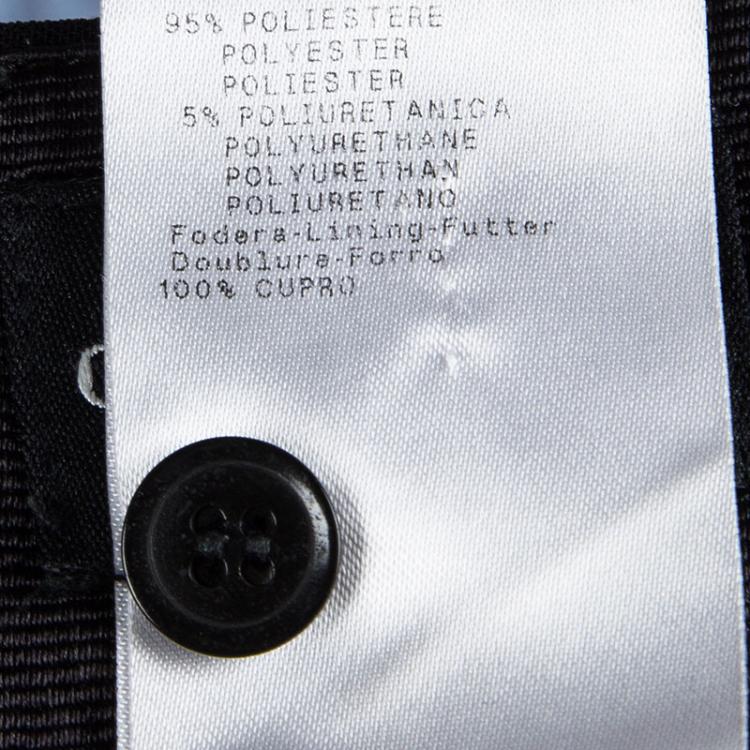 95% POLIESTERE
POLYESTER
POLIESTER
5% POLIURETANICA
POLYURETHANE
POLYURETHAN
POLIURETANO
Fodera-Lining-Futter
Doublure-Forro
100% CUPRO